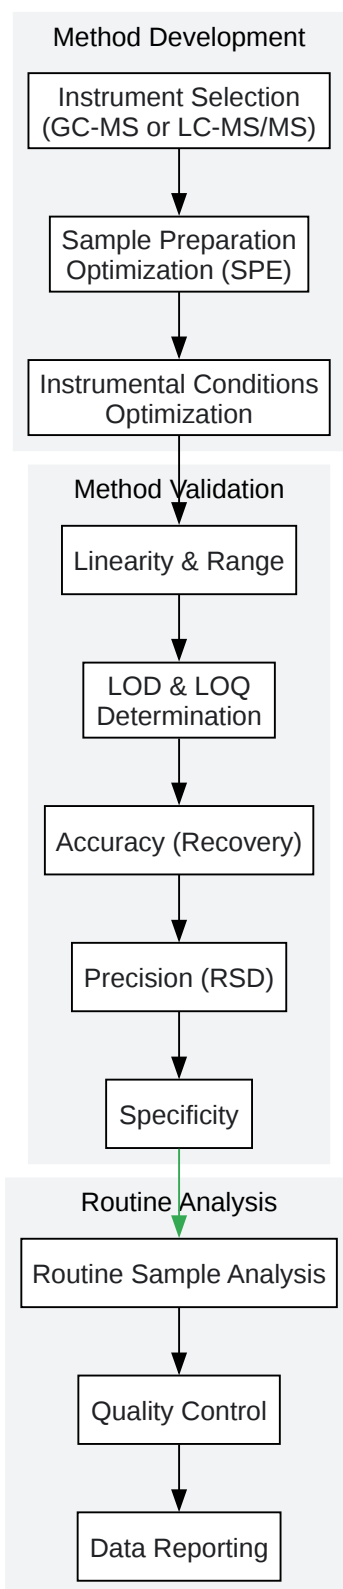 Method Development
Instrument Selection
(GC-MS or LC-MS/MS)
Sample Preparation
Optimization (SPE)
Instrumental Conditions
Optimization
Method Validation
Linearity & Range
LOD & LOQ
Determination
Accuracy (Recovery)
Precision (RSD)
Specificity
Routine Analysis
Routine Sample Analysis
Quality Control
Data Reporting